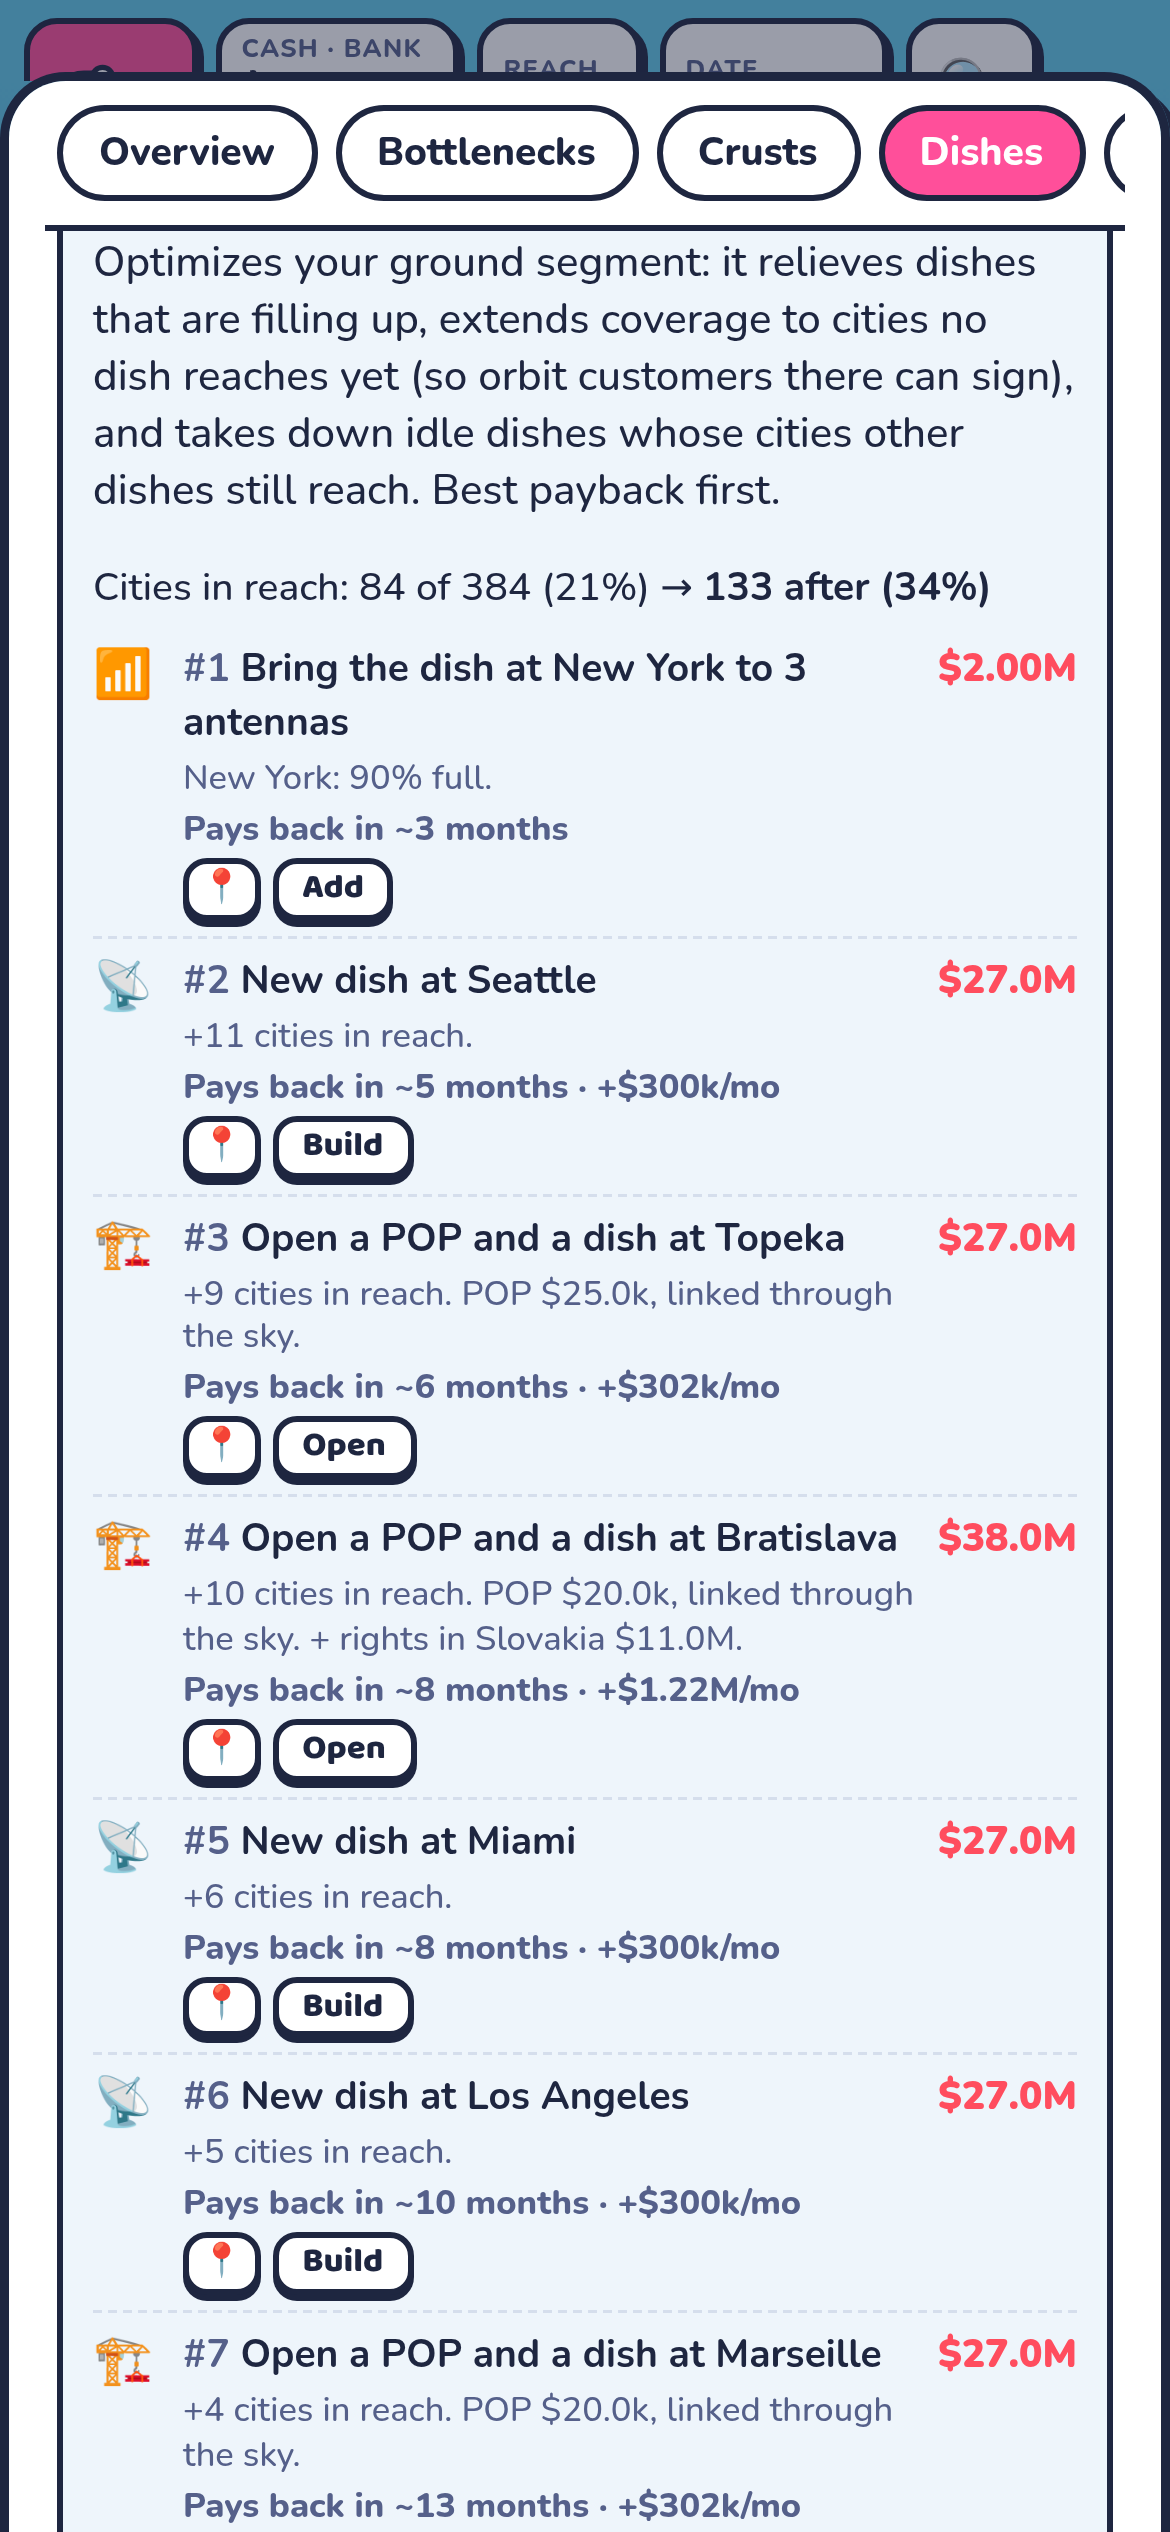 CASH · BANK
REACH
DATE
Overview
Bottlenecks
Crusts
Dishes
Optimizes your ground segment: it relieves dishes
that are filling up, extends coverage to cities no
dish reaches yet (so orbit customers there can sign),
and takes down idle dishes whose cities other
dishes still reach. Best payback first.
Cities in reach: 84 of 384 (21%) → 133 after (34%)
#1 Bring the dish at New York to 3
antennas
$2.00M
New York: 90% full.
Pays back in ~3 months
Add
#2 New dish at Seattle
$27.0M
+11 cities in reach.
Pays back in ~5 months · +$300k/mo
Build
#3 Open a POP and a dish at Topeka
$27.0M
+9 cities in reach. POP $25.0k, linked through
the sky.
Pays back in ~6 months · +$302k/mo
Open
#4 Open a POP and a dish at Bratislava
$38.0M
+10 cities in reach. POP $20.0k, linked through
the sky. + rights in Slovakia $11.0M.
Pays back in ~8 months · +$1.22M/mo
Open
#5 New dish at Miami
$27.0M
+6 cities in reach.
Pays back in ~8 months · +$300k/mo
Build
#6 New dish at Los Angeles
$27.0M
+5 cities in reach.
Pays back in ~10 months · +$300k/mo
Build
#7 Open a POP and a dish at Marseille
$27.0M
+4 cities in reach. POP $20.0k, linked through
the sky.
Pays back in ~13 months · +$302k/mo